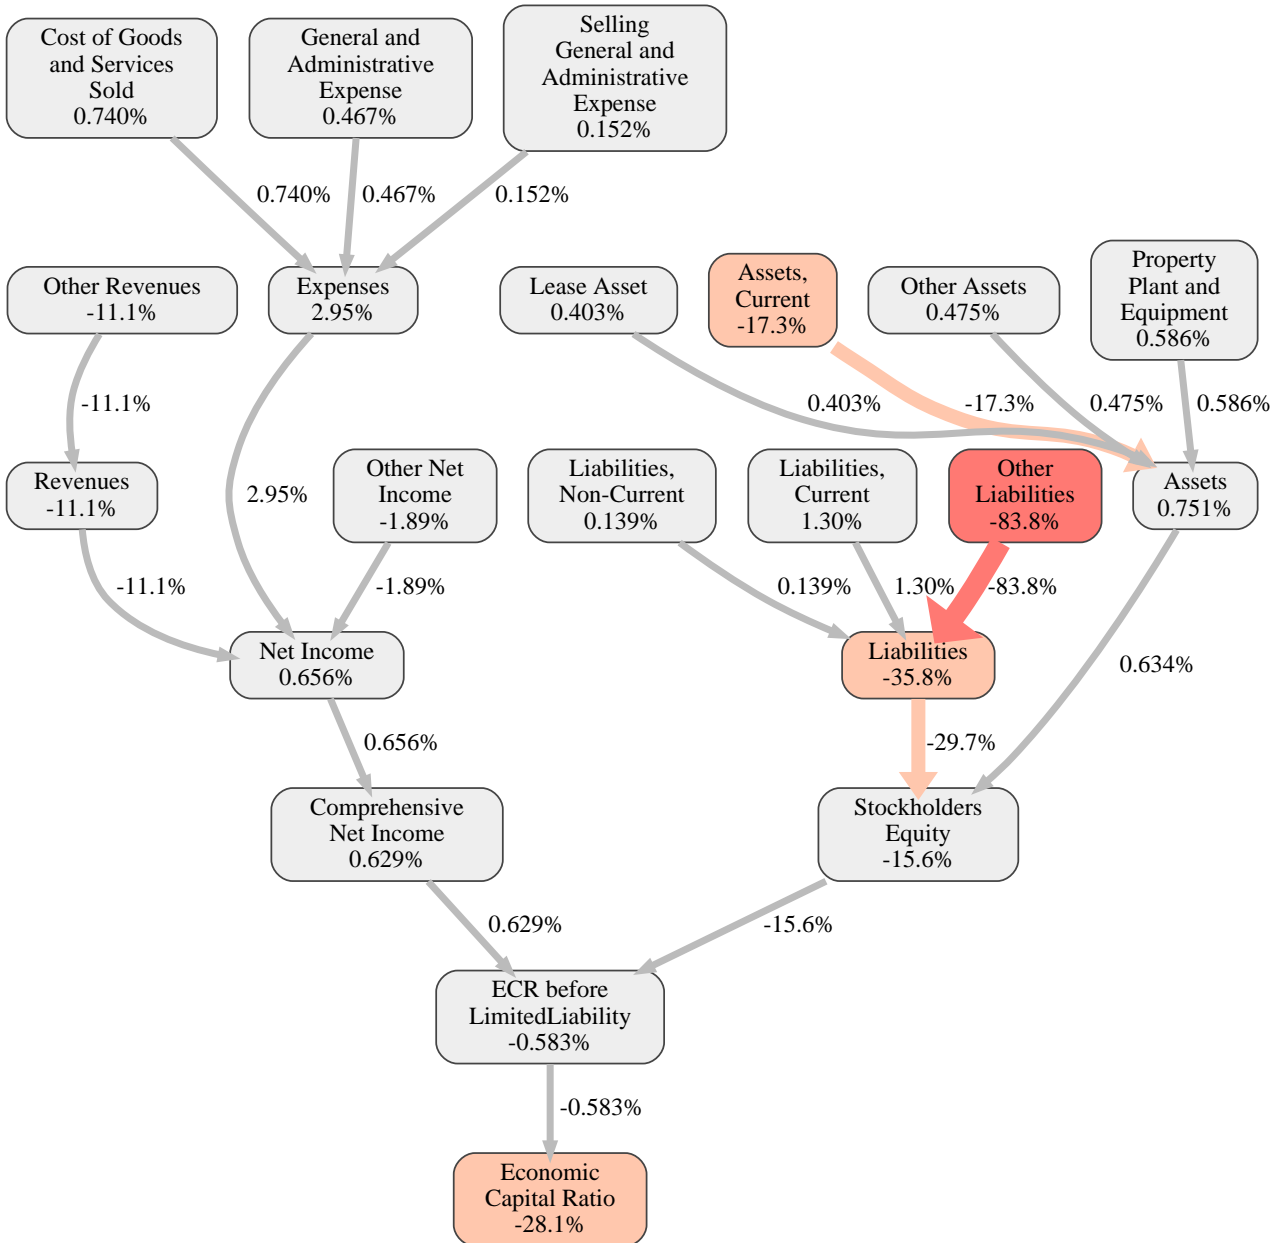 Cost of Goods
and Services
Sold
0.740%
General and
Administrative
Expense
0.467%
Selling
General and
Administrative
Expense
0.152%
0.740%
0.467%
0.152%
Other Revenues
-11.1%
Expenses
2.95%
Lease Asset
0.403%
Assets,
Current
-17.3%
Other Assets
0.475%
Property
Plant and
Equipment
0.586%
-11.1%
0.403%
-17.3%
0.475%
0.586%
Revenues
-11.1%
2.95%
Other Net
Income
-1.89%
Liabilities,
Non-Current
0.139%
Liabilities,
Current
1.30%
Other
Liabilities
-83.8%
Assets
0.751%
-11.1%
-1.89%
0.139%
1.30%
-83.8%
Net Income
0.656%
Liabilities
-35.8%
0.634%
0.656%
-29.7%
Comprehensive
Net Income
0.629%
Stockholders
Equity
-15.6%
0.629%
-15.6%
ECR before
LimitedLiability
-0.583%
-0.583%
Economic
Capital Ratio
-28.1%